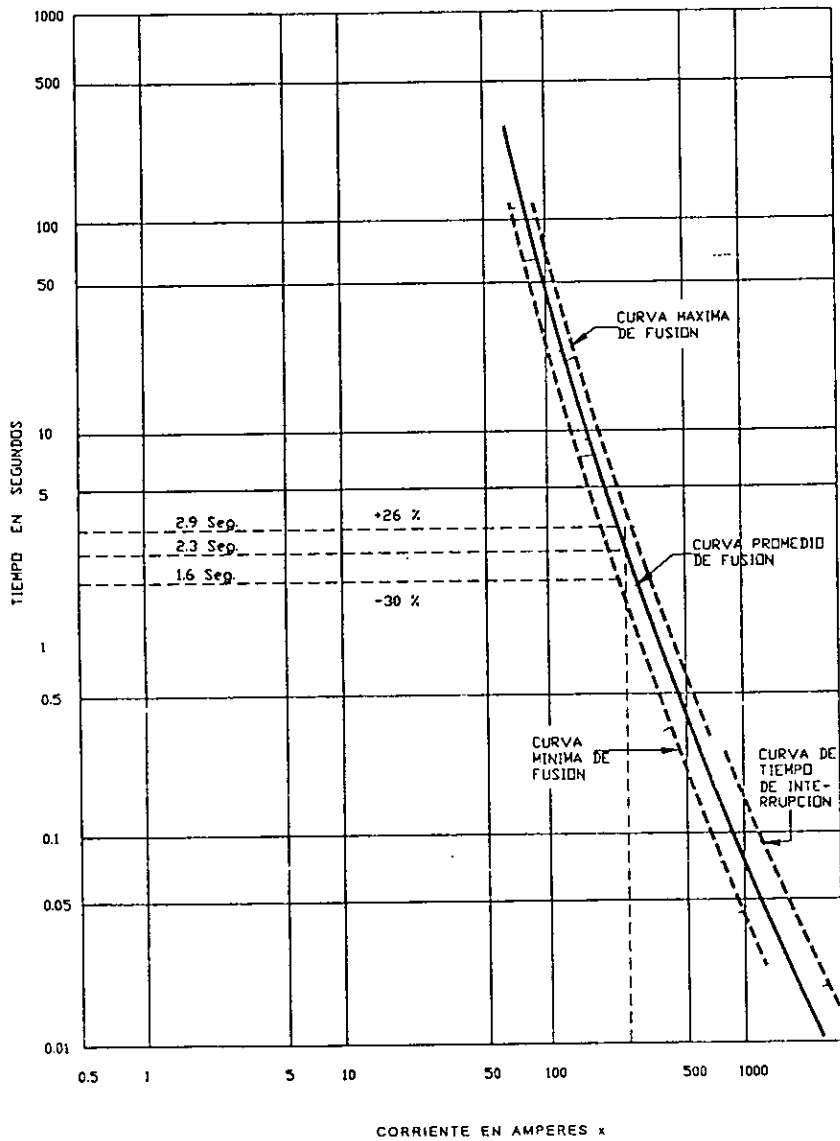 1000
500
100
50
CURVA MAXIMA
DE FUSION
10
TIEMPO EN SEGUNDOS
5
2.9 Seg.
+26 %
2.3 Seg.
CURVA PROMEDIO
DE FUSION
1.6 Seg.
-30 %
1
0.5
CURVA
MINIMA DE
FUSION
CURVA DE
TIEMPO
DE INTE-
RRUPCION
0.1
0.05
0.01
0.5 1 5 10 50 100 500 1000
CORRIENTE EN AMPERES x